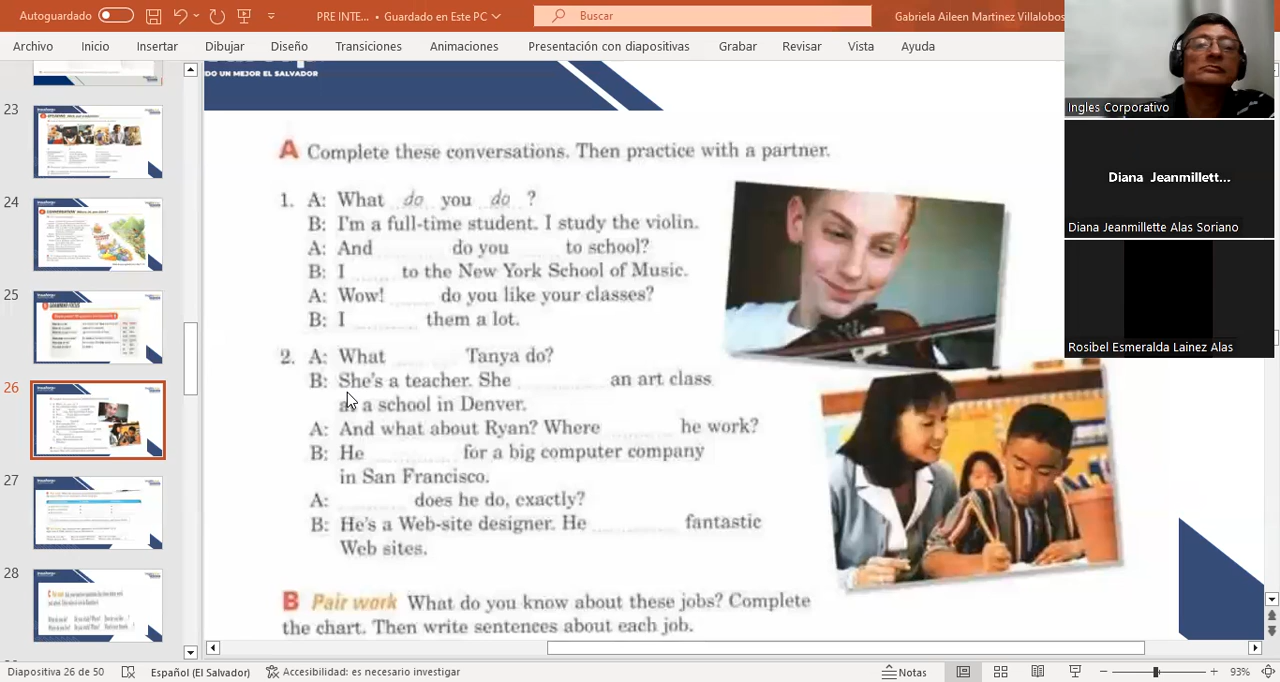 Autoguardado
PRE INTE... • Guardado en Este PC
Buscar
Gabriela Aileen Martinez Villalobos
Archivo Inicio Insertar Dibujar Diseño Transiciones Animaciones Presentación con diapositivas Grabar Revisar Vista Ayuda
Ingles Corporativo
Diana Jeanmillett...
Diana Jeanmillette Alas Soriano
Rosibel Esmeralda Lainez Alas
23
24
25
26
27
28
DO UN MEJOR EL SALVADOR
A Complete these conversations. Then practice with a partner.
1. A: What do you do ?
B: I'm a full-time student. I study the violin.
A: And do you to school?
B: I to the New York School of Music.
A: Wow! do you like your classes?
B: I them a lot.
2. A: What Tanya do?
B: She's a teacher. She an art class
at a school in Denver.
A: And what about Ryan? Where he work?
B: He for a big computer company
in San Francisco.
A: does he do, exactly?
B: He's a Web-site designer. He fantastic
Web sites.
B Pair work What do you know about these jobs? Complete
the chart. Then write sentences about each job.
Diapositiva 26 de 50
Español (El Salvador)
Accesibilidad: es necesario investigar
Notas
93%